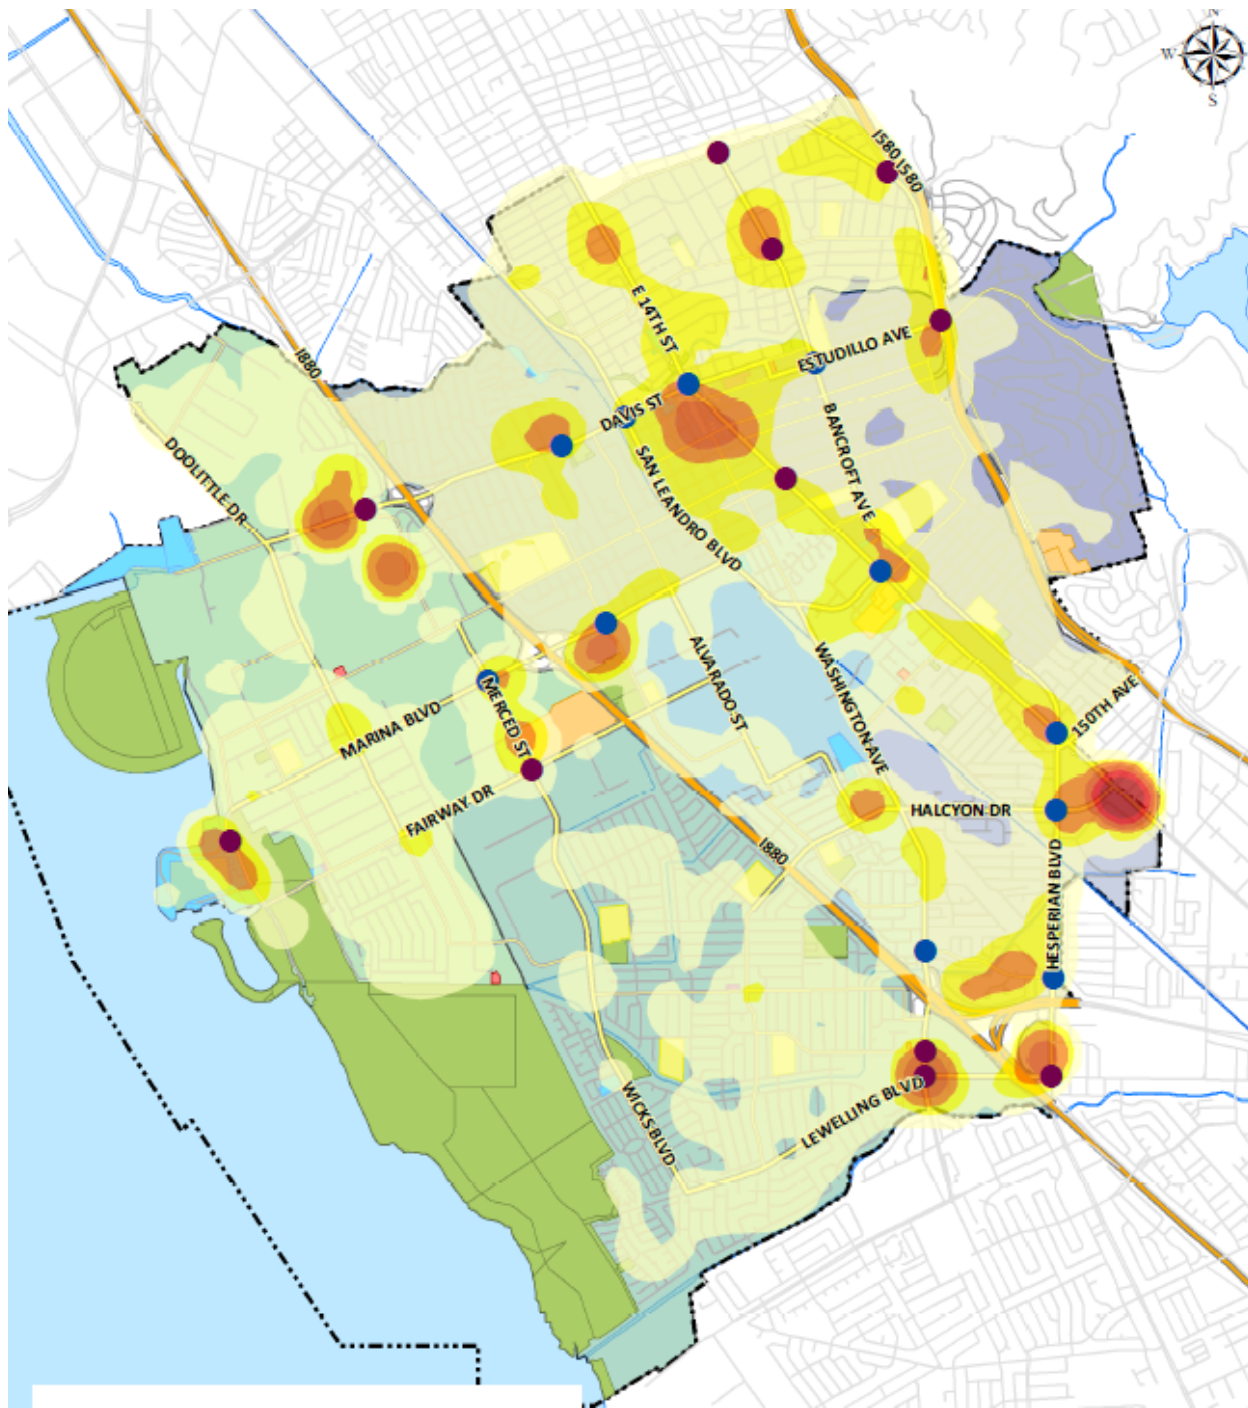 N
W
S
I580 I580
E 14TH ST
I880
ESTUDILLO AVE
DAVIS ST
BANCROFT AVE
DOOLITTLE DR
SAN LEANDRO BLVD
ALVARADO ST
WASHINGTON AVE
150TH AVE
MERCED ST
MARINA BLVD
FAIRWAY DR
HALCYON DR
I880
HESPERIAN BLVD
WICKS BLVD
LEWELLING BLVD